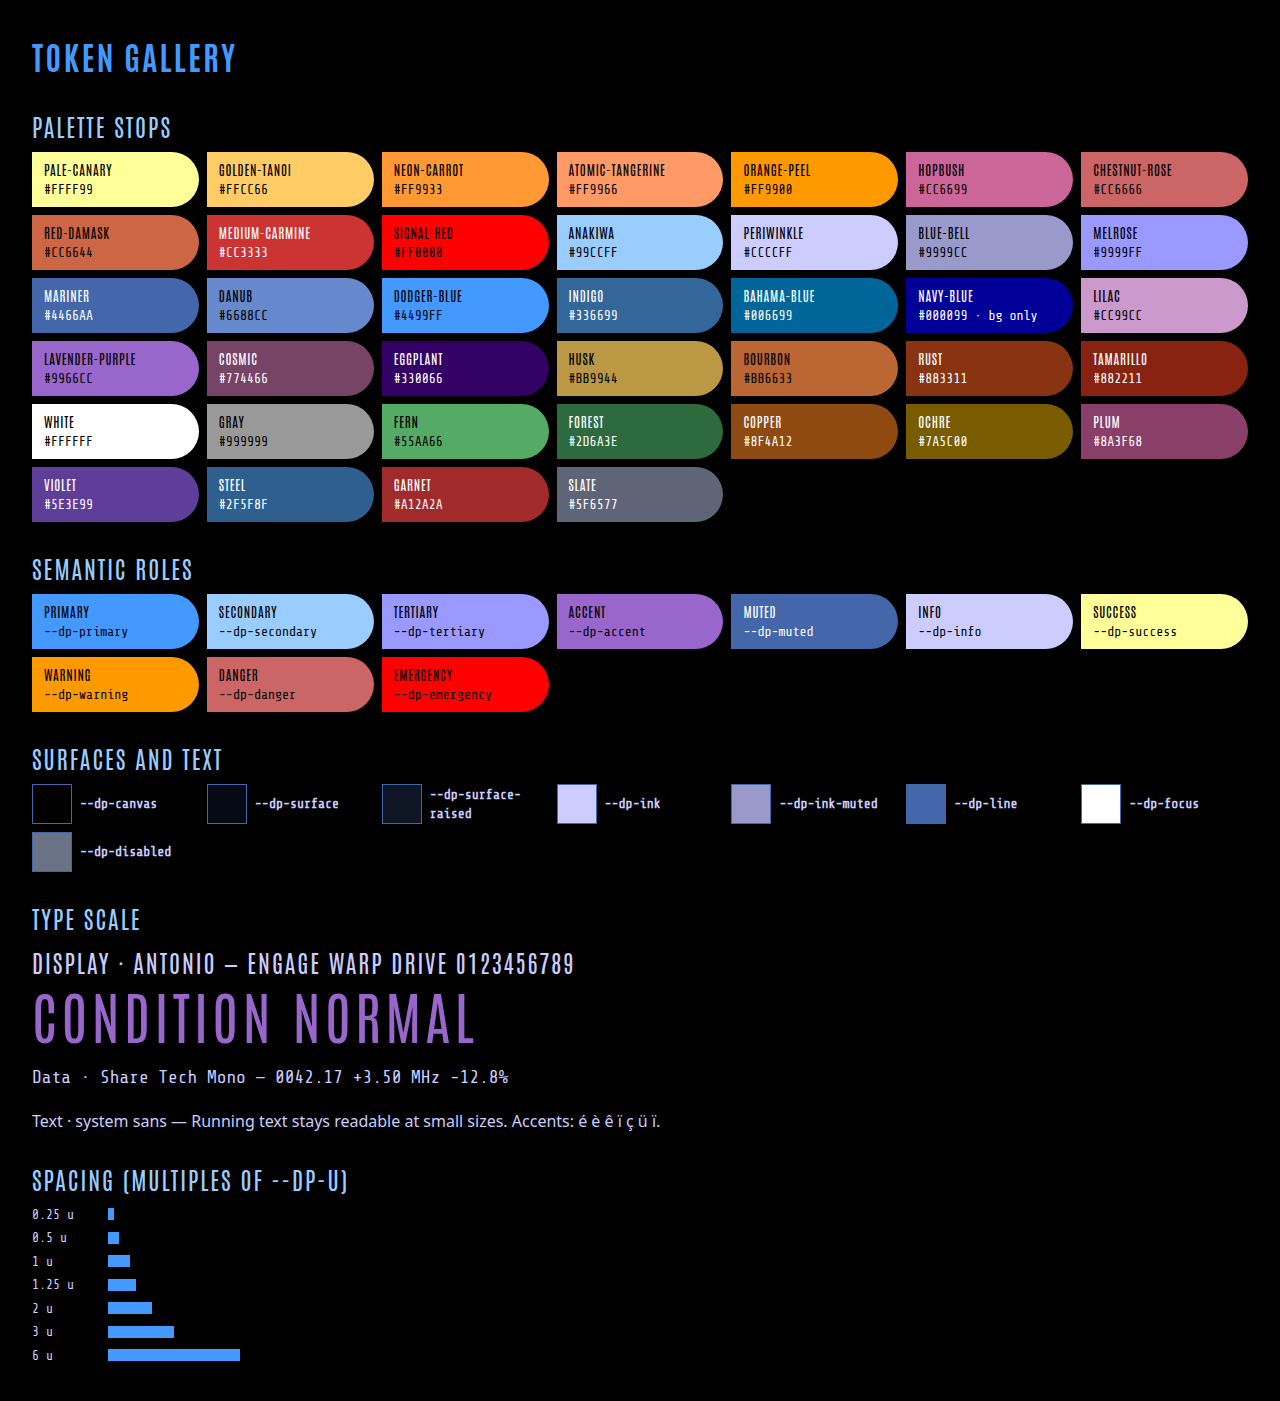 TOKEN GALLERY
PALETTE STOPS
PALE-CANARY
#FFFF99
GOLDEN-TANOI
#FFCC66
NEON-CARROT
#FF9933
ATOMIC-TANGERINE
#FF9966
ORANGE-PEEL
#FF9900
HOPBUSH
#CC6699
CHESTNUT-ROSE
#CC6666
RED-DAMASK
#CC6644
MEDIUM-CARMINE
#CC3333
SIGNAL-RED
#FF0000
ANAKIWA
#99CCFF
PERIWINKLE
#CCCCFF
BLUE-BELL
#9999CC
MELROSE
#9999FF
MARINER
#4466AA
DANUB
#6688CC
DODGER-BLUE
#4499FF
INDIGO
#336699
BAHAMA-BLUE
#006699
NAVY-BLUE
#000099 · bg only
LILAC
#CC99CC
LAVENDER-PURPLE
#9966CC
COSMIC
#774466
EGGPLANT
#330066
HUSK
#BB9944
BOURBON
#BB6633
RUST
#883311
TAMARILLO
#882211
WHITE
#FFFFFF
GRAY
#999999
FERN
#55AA66
FOREST
#2D6A3E
COPPER
#8F4A12
OCHRE
#7A5C00
PLUM
#8A3F68
VIOLET
#5E3E99
STEEL
#2F5F8F
GARNET
#A12A2A
SLATE
#5F6577
SEMANTIC ROLES
PRIMARY
--dp-primary
SECONDARY
--dp-secondary
TERTIARY
--dp-tertiary
ACCENT
--dp-accent
MUTED
--dp-muted
INFO
--dp-info
SUCCESS
--dp-success
WARNING
--dp-warning
DANGER
--dp-danger
EMERGENCY
--dp-emergency
SURFACES AND TEXT
--dp-canvas
--dp-surface
--dp-surface-
raised
--dp-ink
--dp-ink-muted
--dp-line
--dp-focus
--dp-disabled
TYPE SCALE
DISPLAY · ANTONIO — ENGAGE WARP DRIVE 0123456789
CONDITION NORMAL
Data · Share Tech Mono — 0042.17 +3.50 MHz −12.8%
Text · system sans — Running text stays readable at small sizes. Accents: é è ê ï ç ü ï.
SPACING (MULTIPLES OF --DP-U)
0.25 u
0.5 u
1 u
1.25 u
2 u
3 u
6 u